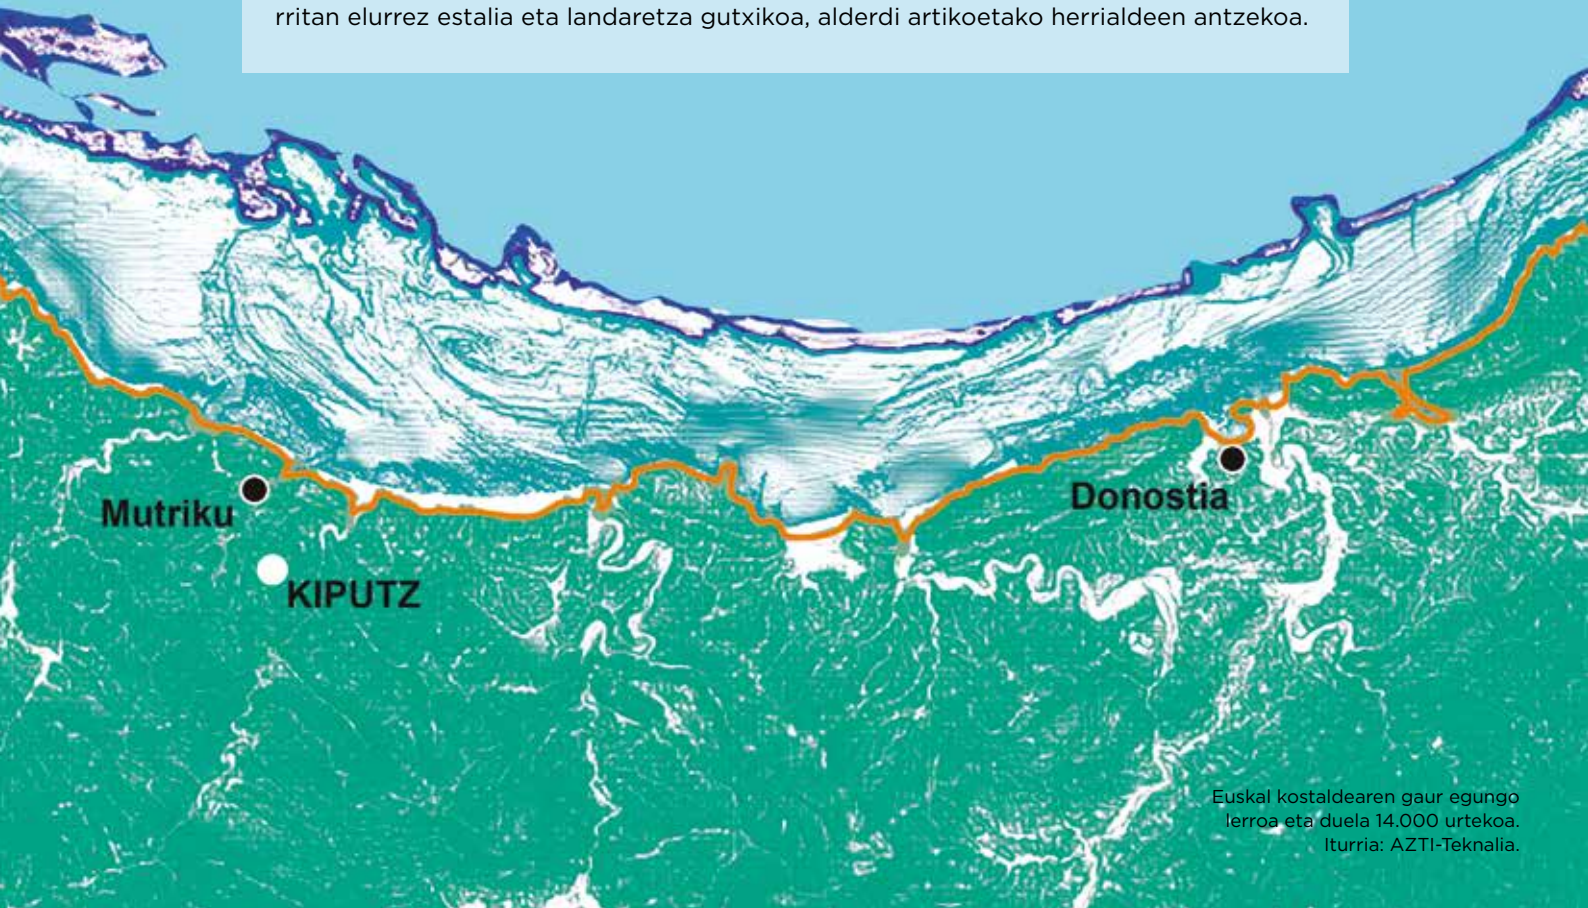 rritan elurrez estalia eta landaretza gutxikoa, alderdi artikoetako herrialdeen antzekoa.
Mutriku
Donostia
KIPUTZ
Euskal kostaldearen gaur egungo
lerroa eta duela 14.000 urtekoa.
Iturria: AZTI-Teknalia.